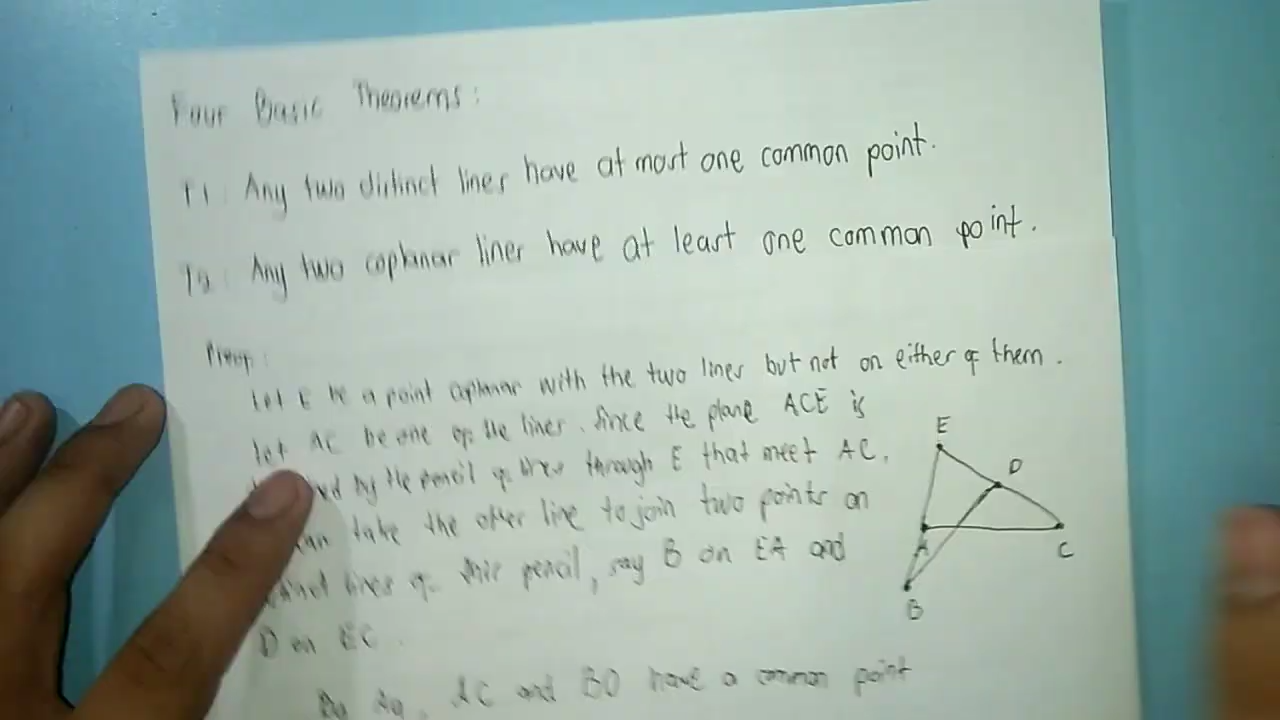 Four Basic Theorems:
T1: Any two distinct lines have at most one common point.
T2: Any two coplanar lines have at least one common point.
Proof:
Let E be a point coplanar with the two lines but not on either of them.
Let AC be one of the lines. Since the plane ACE is
by the pencil of lines through E that meet AC,
can take the other line to join two points on
lines of this pencil, say B on EA and
D on EC.
By A9, AC and BD have a common point
E
D
A
C
B